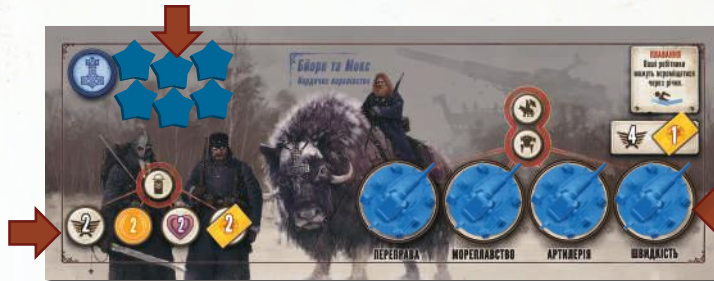 Бйорн та Мокс
Нордичне королівство
ПЛАВАННЯ
Ваші робітники
можуть переміщатися
через річки.
4 1
2 2 2 2
ПЕРЕПРАВА МОРЕПЛАВСТВО АРТИЛЕРІЯ ШВИДКІСТЬ